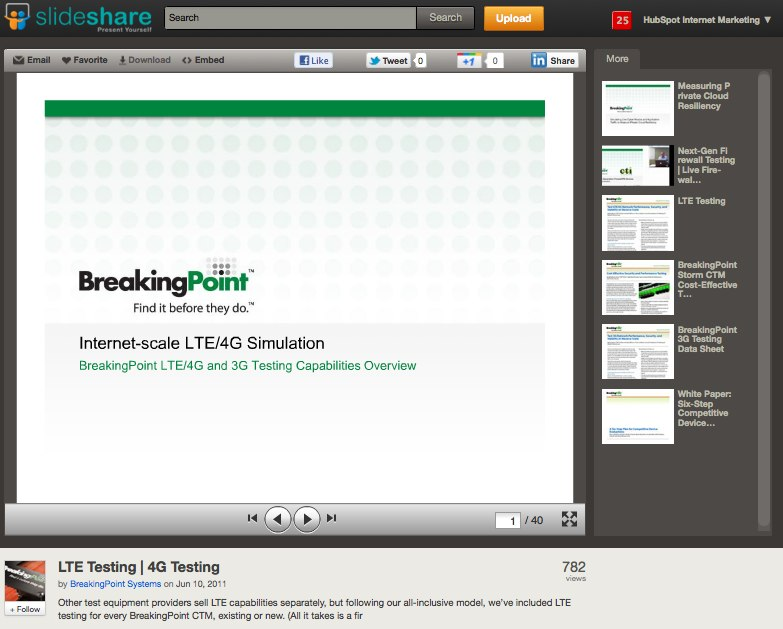 slideshare
Present Yourself
Search
Search
Upload
25
HubSpot Internet Marketing ▼
Email
Favorite
Download
Embed
Like
Tweet
0
+1
0
in Share
More
BreakingPoint™
Find it before they do.™
Internet-scale LTE/4G Simulation
BreakingPoint LTE/4G and 3G Testing Capabilities Overview
Measuring P
rivate Cloud
Resiliency
Next-Gen Fi
rewall Testing
| Live Fire-
wal...
LTE Testing
BreakingPoint
Storm CTM
Cost-Effective
T...
BreakingPoint
3G Testing
Data Sheet
White Paper:
Six-Step
Competitive
Device...
1 / 40
LTE Testing | 4G Testing
by BreakingPoint Systems on Jun 10, 2011
782
views
+ Follow
Other test equipment providers sell LTE capabilities separately, but following our all-inclusive model, we've included LTE
testing for every BreakingPoint CTM, existing or new. (All it takes is a fir